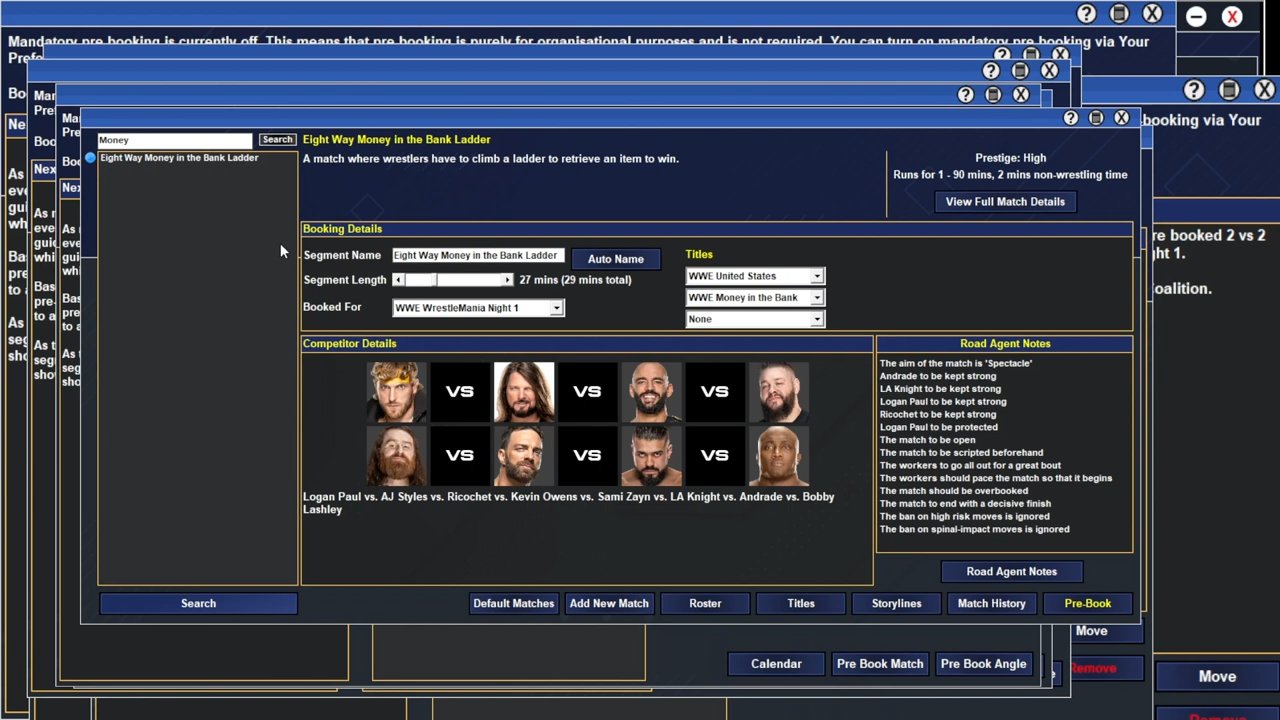 Mandatory pre booking is currently off. This means that pre booking is purely for organisational purposes and is not required. You can turn on mandatory pre booking via Your
Money
Search
Eight Way Money in the Bank Ladder
Eight Way Money in the Bank Ladder
A match where wrestlers have to climb a ladder to retrieve an item to win.
Prestige: High
Runs for 1 - 90 mins, 2 mins non-wrestling time
View Full Match Details
Booking Details
Segment Name
Eight Way Money in the Bank Ladder
Auto Name
Titles
Segment Length
27 mins (29 mins total)
WWE United States
Booked For
WWE WrestleMania Night 1
WWE Money in the Bank
None
Competitor Details
VS
VS
VS
VS
VS
VS
Logan Paul vs. AJ Styles vs. Ricochet vs. Kevin Owens vs. Sami Zayn vs. LA Knight vs. Andrade vs. Bobby
Lashley
Road Agent Notes
The aim of the match is 'Spectacle'
Andrade to be kept strong
LA Knight to be kept strong
Logan Paul to be kept strong
Ricochet to be kept strong
Logan Paul to be protected
The match to be open
The match to be scripted beforehand
The workers to go all out for a great bout
The workers should pace the match so that it begins
The match should be overbooked
The match to end with a decisive finish
The ban on high risk moves is ignored
The ban on spinal-impact moves is ignored
Road Agent Notes
Search
Default Matches
Add New Match
Roster
Titles
Storylines
Match History
Pre-Book
Calendar
Pre Book Match
Pre Book Angle
Move
Remove
Move
booking via Your
re booked 2 vs 2
ht 1.
oalition.